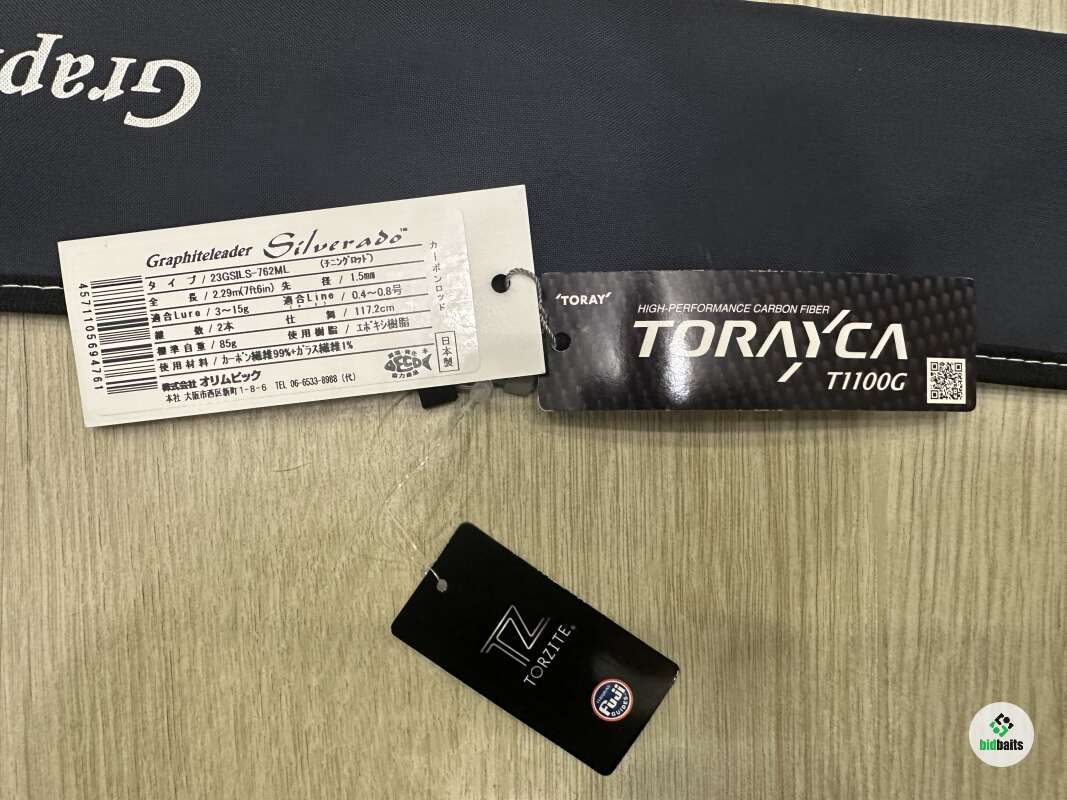 Grap
Graphiteleader Silverado™
(チニングロッド)
カーボンロッド
タイプ / 23GSILS-762ML
全長 / 2.29m(7ft6in) 先径 / 1.5mm
適合Lure / 3〜15g 適合Line / 0.4〜0.8号
継数 / 2本 仕舞 / 117.2cm
標準自重 / 85g 使用樹脂 / エポキシ樹脂
使用材料 / カーボン繊維99%+ガラス繊維1%
株式会社 オリムピック
本社 大阪市西区新町1-8-6 TEL 06-6533-8988 (代)
日本製
4571105694761
'TORAY'
HIGH-PERFORMANCE CARBON FIBER
TORAYCA
T1100G
TZ
TORZITE®
Fuji
GUIDES
bidbaits